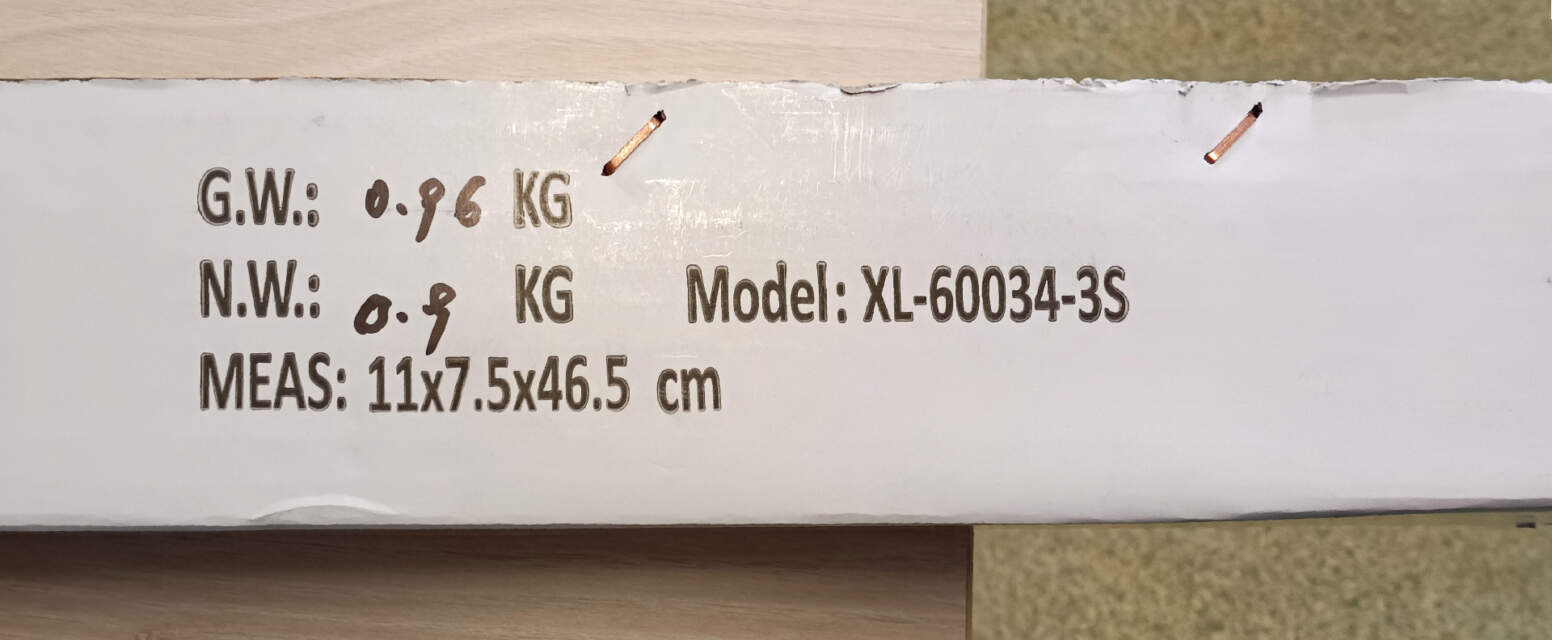 G.W.: 0.96 KG
N.W.: 0.9 KG Model: XL-60034-3S
MEAS: 11x7.5x46.5 cm